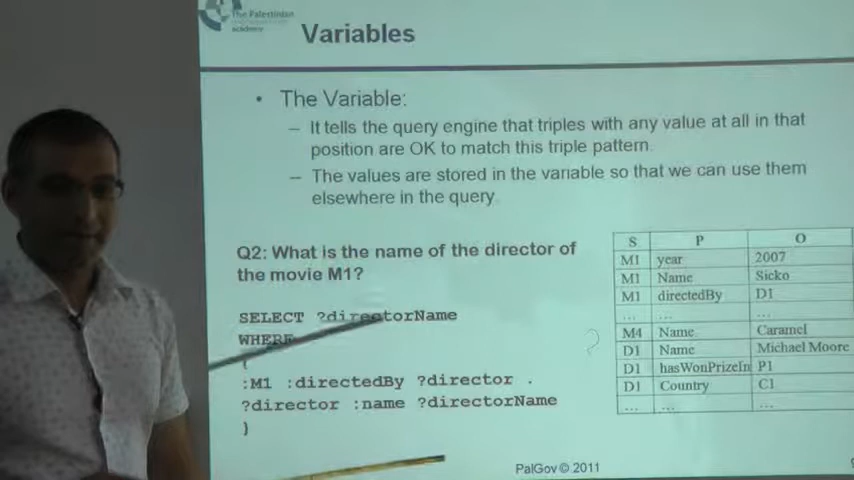 The Palestinian
academy
Variables
• The Variable:
– It tells the query engine that triples with any value at all in that
position are OK to match this triple pattern.
– The values are stored in the variable so that we can use them
elsewhere in the query.
Q2: What is the name of the director of
the movie M1?
SELECT ?directorName
WHERE
{
:M1 :directedBy ?director .
?director :name ?directorName
}
S P O
M1 year 2007
M1 Name Sicko
M1 directedBy D1
... ... ...
M4 Name Caramel
D1 Name Michael Moore
D1 hasWonPrizeIn P1
D1 Country C1
... ... ...
PalGov © 2011